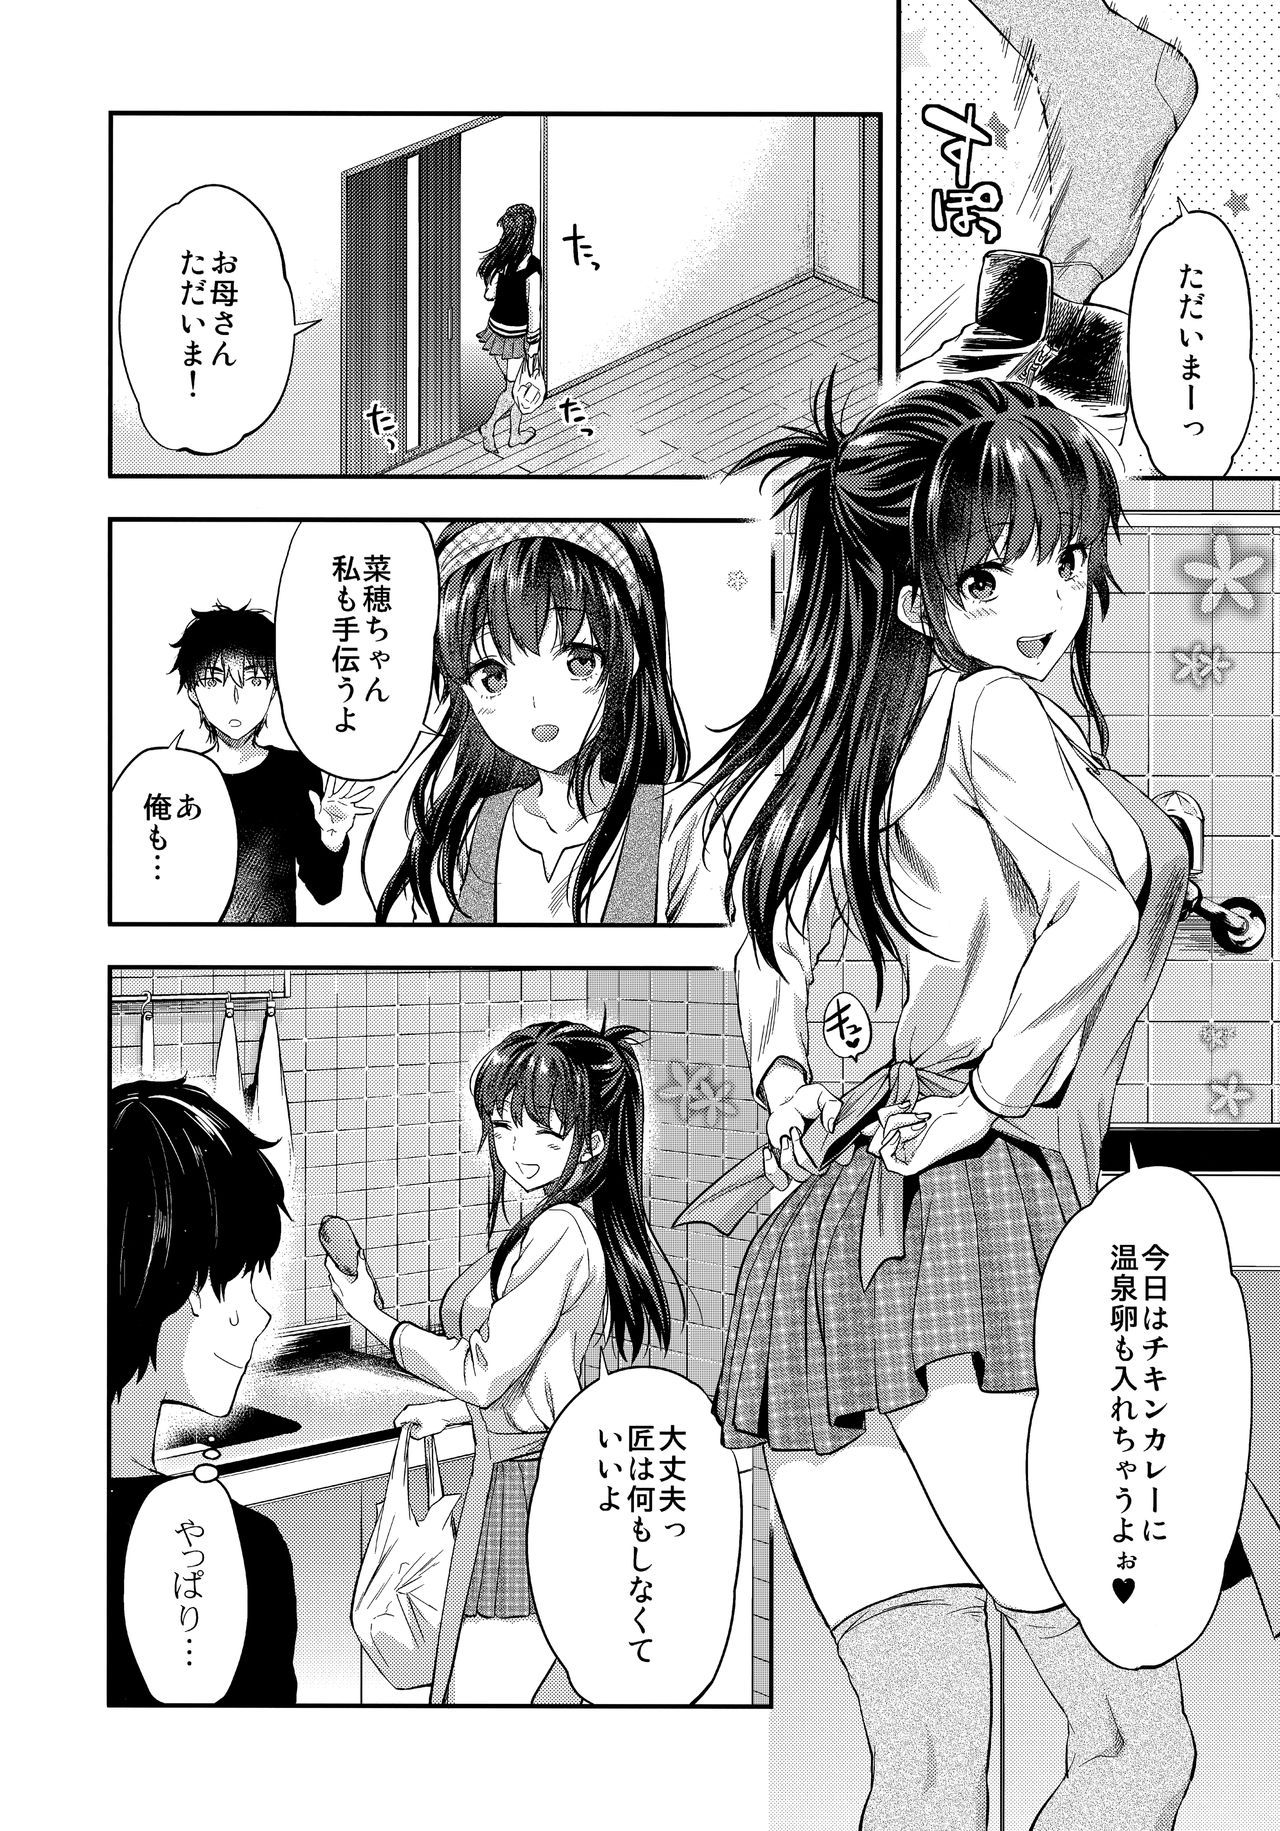 すぽっ
ただいまーっ
たっ
たっ
たっ
お母さん
ただいま！
今日はチキンカレーに
温泉卵も入れちゃうよぉ♥
キュ♥
菜穂ちゃん
私も手伝うよ
あ
俺も…
大丈夫っ
匠は何もしなくて
いいよ
やっぱり…